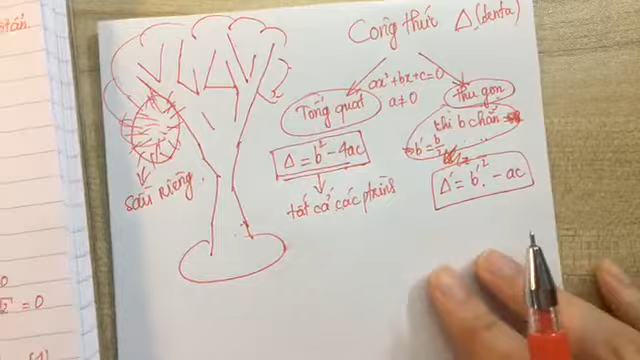 Công thức Δ (denta)
ax² + bx + c = 0
a ≠ 0
Tổng quát
Δ = b² - 4ac
tất cả các ptrình
thu gọn
thì b chẵn
b' = b/2
Δ' = b'² - ac
sầu riêng
= 0